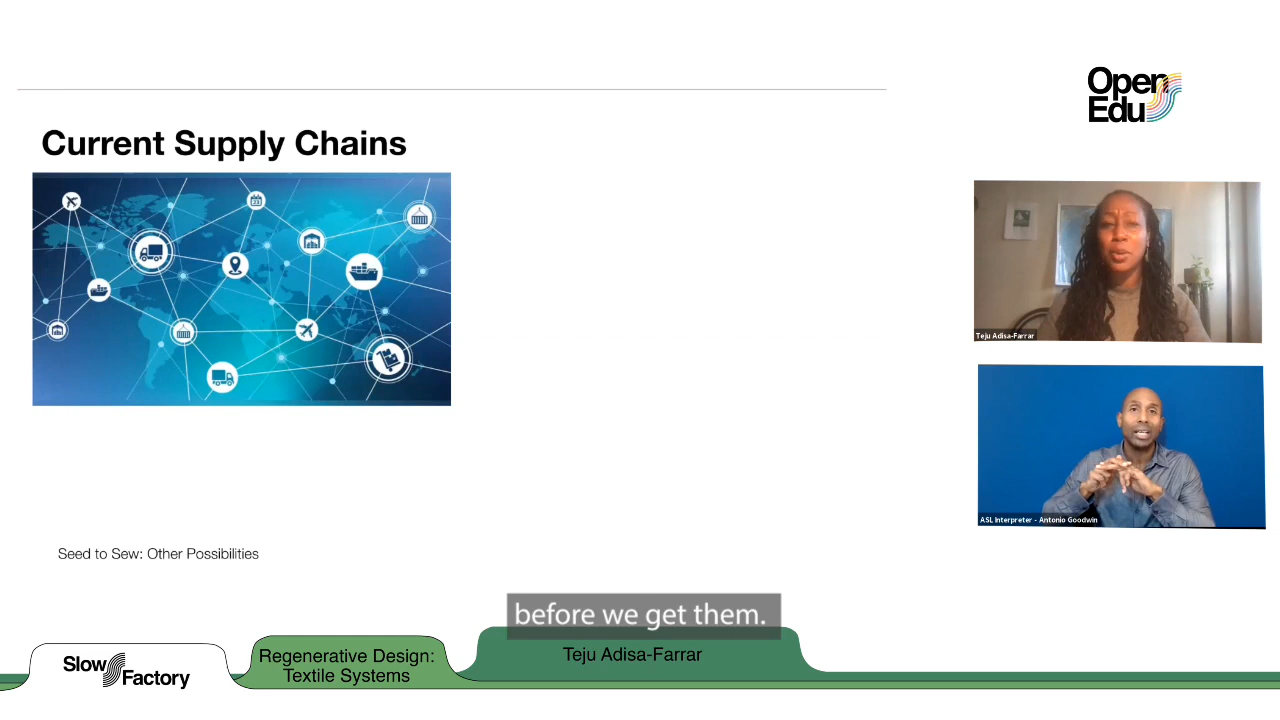 Open
Edu
Current Supply Chains
23
Teju Adisa-Farrar
ASL Interpreter - Antonio Goodwin
Seed to Sew: Other Possibilities
before we get them.
Slow
Factory
Regenerative Design:
Textile Systems
Teju Adisa-Farrar